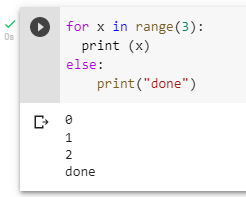 for x in range(3):
  print (x)
else:
    print("done")
0s
0
1
2
done